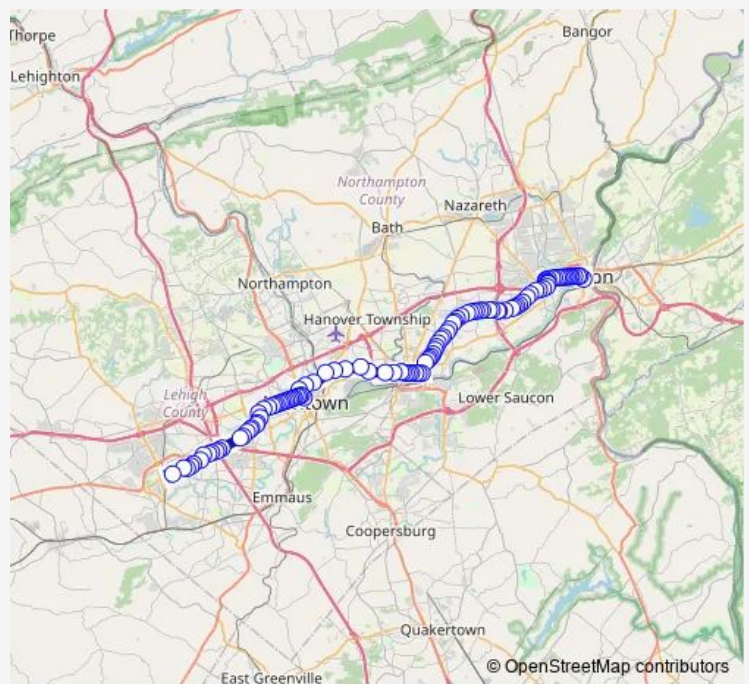 Thorpe
Bangor
Lehighton
Northampton
County
Nazareth
Bath
on
Northampton
Hanover Township
Lehigh
County
town
Lower Saucon
Emmaus
Coopersburg
Quakertown
© OpenStreetMap contributors
East Greenville